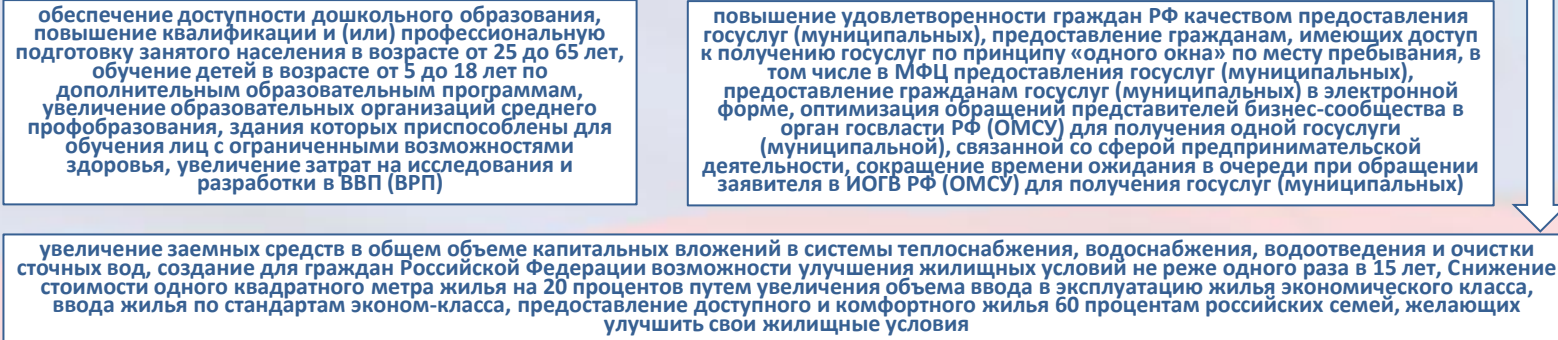 обеспечение доступности дошкольного образования,
повышение квалификации и (или) профессиональную
подготовку занятого населения в возрасте от 25 до 65 лет,
обучение детей в возрасте от 5 до 18 лет по
дополнительным образовательным программам,
увеличение образовательных организаций среднего
профобразования, здания которых приспособлены для
обучения лиц с ограниченными возможностями
здоровья, увеличение затрат на исследования и
разработки в ВВП (ВРП)
повышение удовлетворенности граждан РФ качеством предоставления
госуслуг (муниципальных), предоставление гражданам, имеющих доступ
к получению госуслуг по принципу «одного окна» по месту пребывания, в
том числе в МФЦ предоставления госуслуг (муниципальных),
предоставление гражданам госуслуг (муниципальных) в электронной
форме, оптимизация обращений представителей бизнес-сообщества в
орган госвласти РФ (ОМСУ) для получения одной госуслуги
(муниципальной), связанной со сферой предпринимательской
деятельности, сокращение времени ожидания в очереди при обращении
заявителя в ИОГВ РФ (ОМСУ) для получения госуслуг (муниципальных)
увеличение заемных средств в общем объеме капитальных вложений в системы теплоснабжения, водоснабжения, водоотведения и очистки
сточных вод, создание для граждан Российской Федерации возможности улучшения жилищных условий не реже одного раза в 15 лет, Снижение
стоимости одного квадратного метра жилья на 20 процентов путем увеличения объема ввода в эксплуатацию жилья экономического класса,
ввода жилья по стандартам эконом-класса, предоставление доступного и комфортного жилья 60 процентам российских семей, желающих
улучшить свои жилищные условия